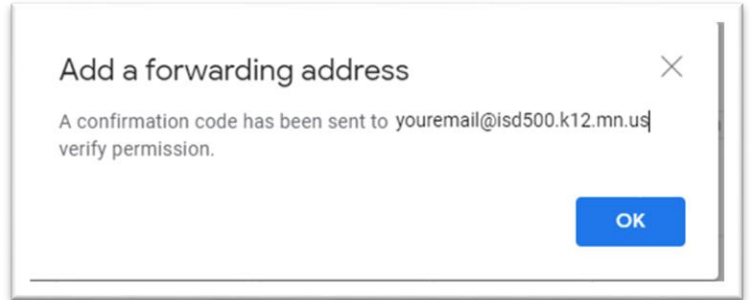 Add a forwarding address
A confirmation code has been sent to youremail@isd500.k12.mn.us
verify permission.
OK